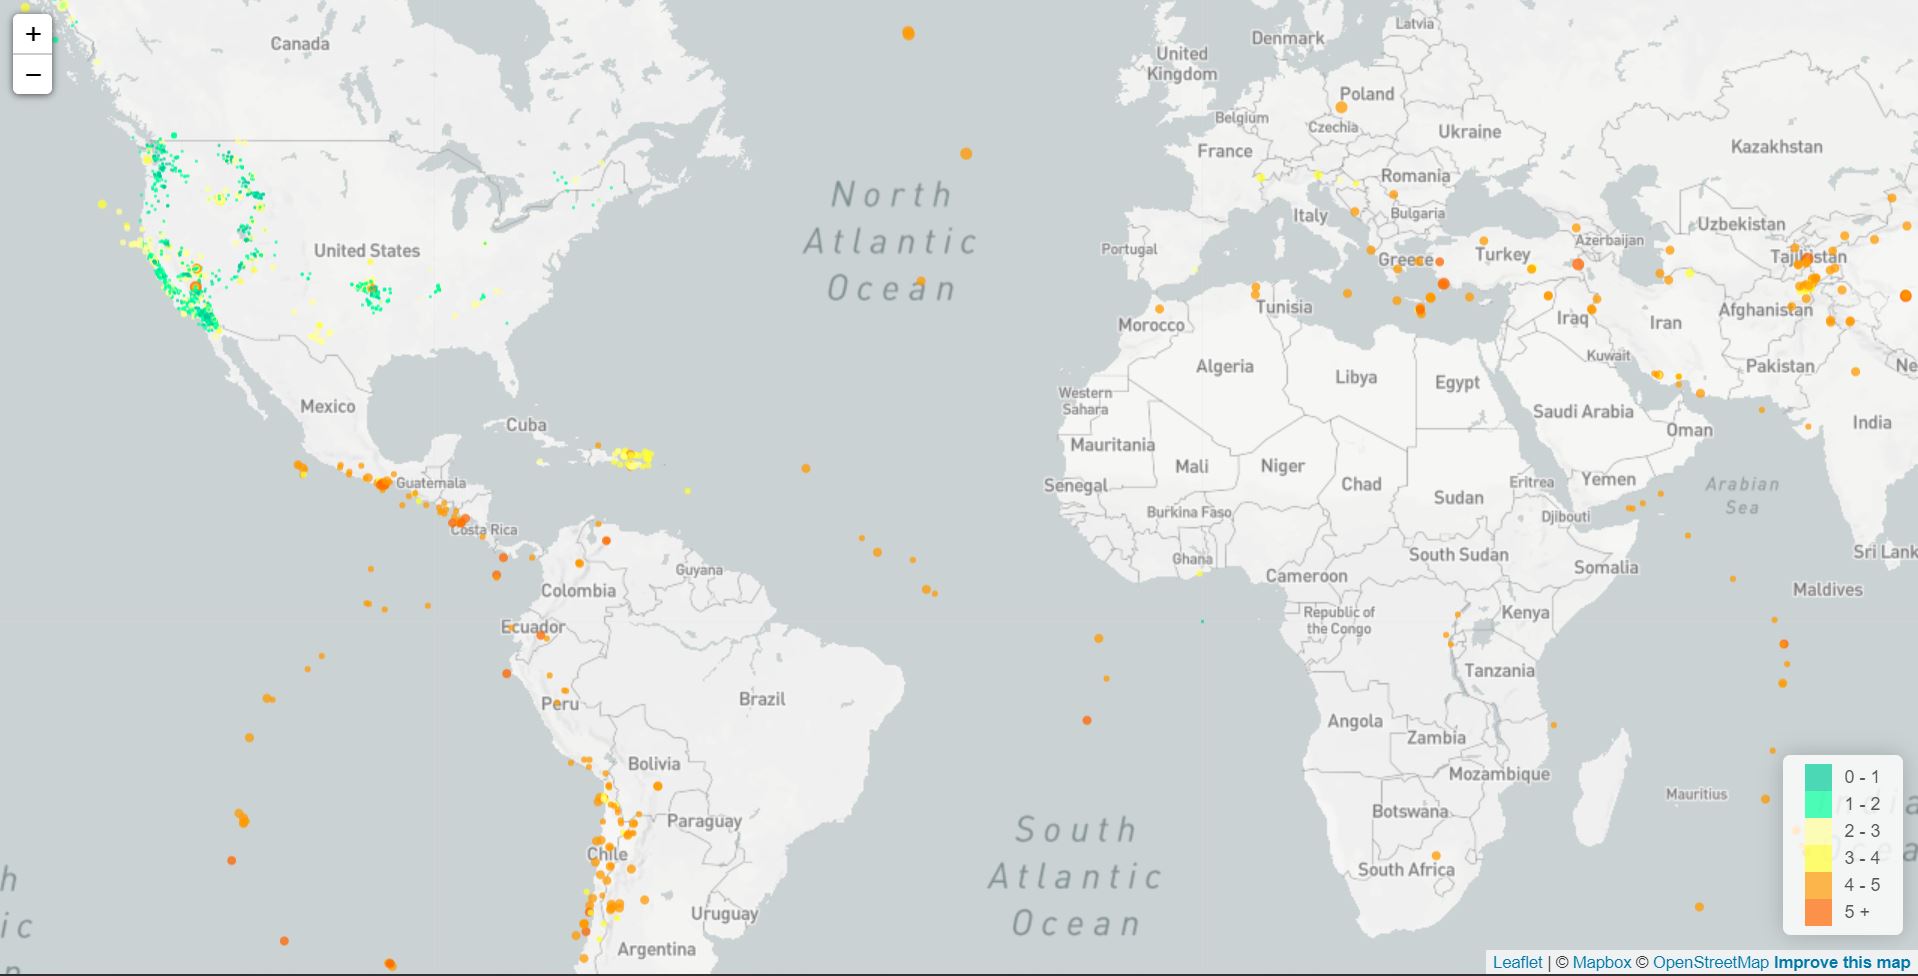 +
−
Canada
United States
Mexico
Cuba
Guatemala
Costa Rica
Colombia
Guyana
Ecuador
Peru
Brazil
Bolivia
Paraguay
Chile
Uruguay
Argentina
North
Atlantic
Ocean
South
Atlantic
Ocean
Latvia
Denmark
United
Kingdom
Poland
Belgium
Czechia
Ukraine
France
Kazakhstan
Romania
Italy
Bulgaria
Portugal
Greece
Turkey
Azerbaijan
Uzbekistan
Tajikistan
Tunisia
Morocco
Iraq
Iran
Afghanistan
Kuwait
Pakistan
Ne
Algeria
Libya
Egypt
Western
Sahara
Saudi Arabia
Oman
India
Mauritania
Mali
Niger
Chad
Sudan
Eritrea
Yemen
Arabian
Sea
Senegal
Burkina Faso
Djibouti
Ghana
South Sudan
Somalia
Sri Lank
Cameroon
Maldives
Republic of
the Congo
Kenya
Tanzania
Angola
Zambia
Mozambique
Mauritius
Botswana
South Africa
h
ic
n
0 - 1
1 - 2
2 - 3
3 - 4
4 - 5
5 +
Leaflet | © Mapbox © OpenStreetMap Improve this map